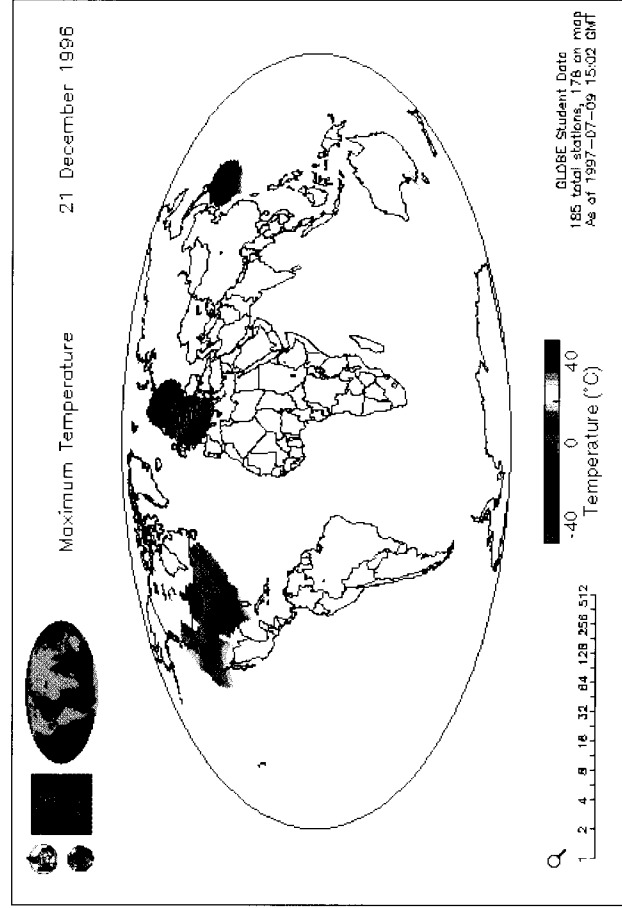 Maximum Temperature
21 December 1996
1 2 4 8 16 32 64 128 256 512
-40 0 40
Temperature (°C)
GLOBE Student Data
185 total stations, 178 on map
As of 1997-07-09 15:02 GMT